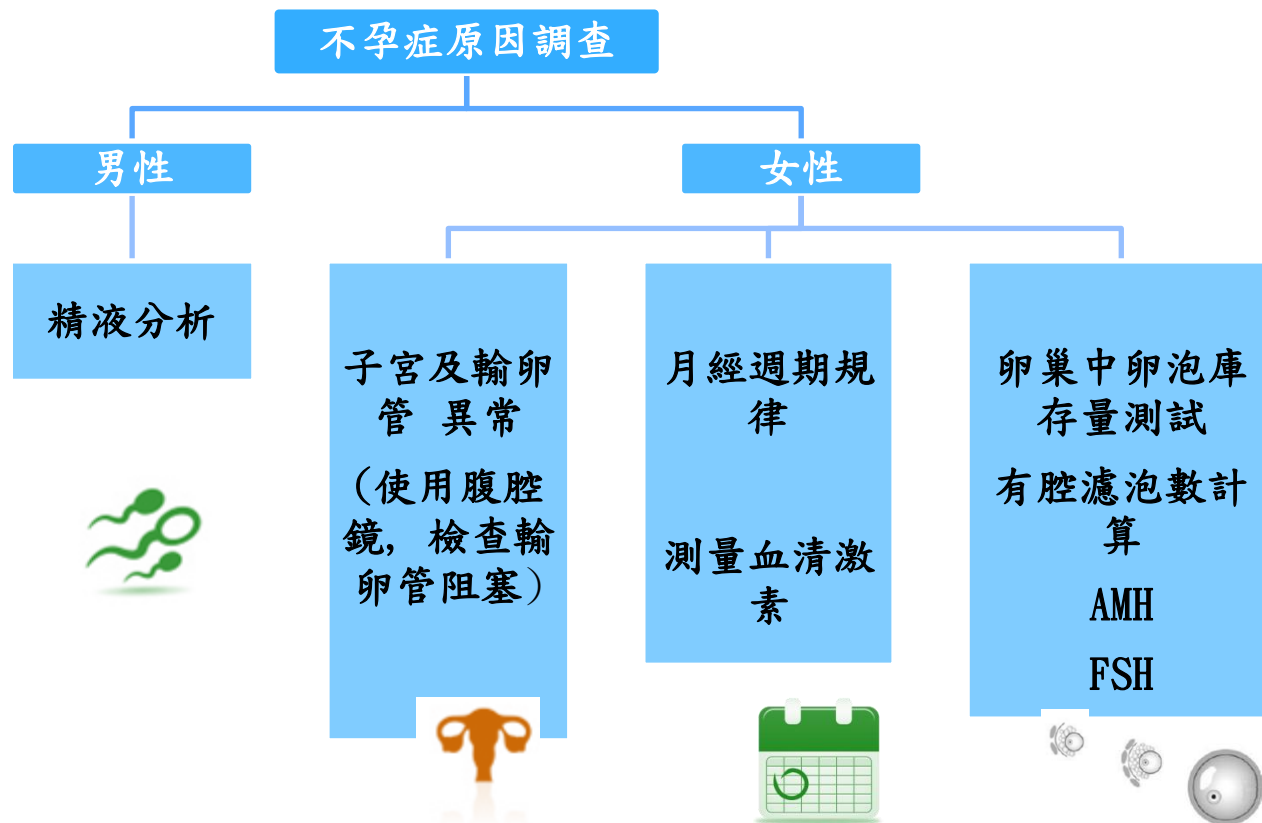 不孕症原因調查
男性
女性
精液分析
子宮及輸卵
管 異常
(使用腹腔
鏡, 檢查輸
卵管阻塞)
月經週期規
律
測量血清激
素
卵巢中卵泡庫
存量測試
有腔濾泡數計
算
AMH
FSH